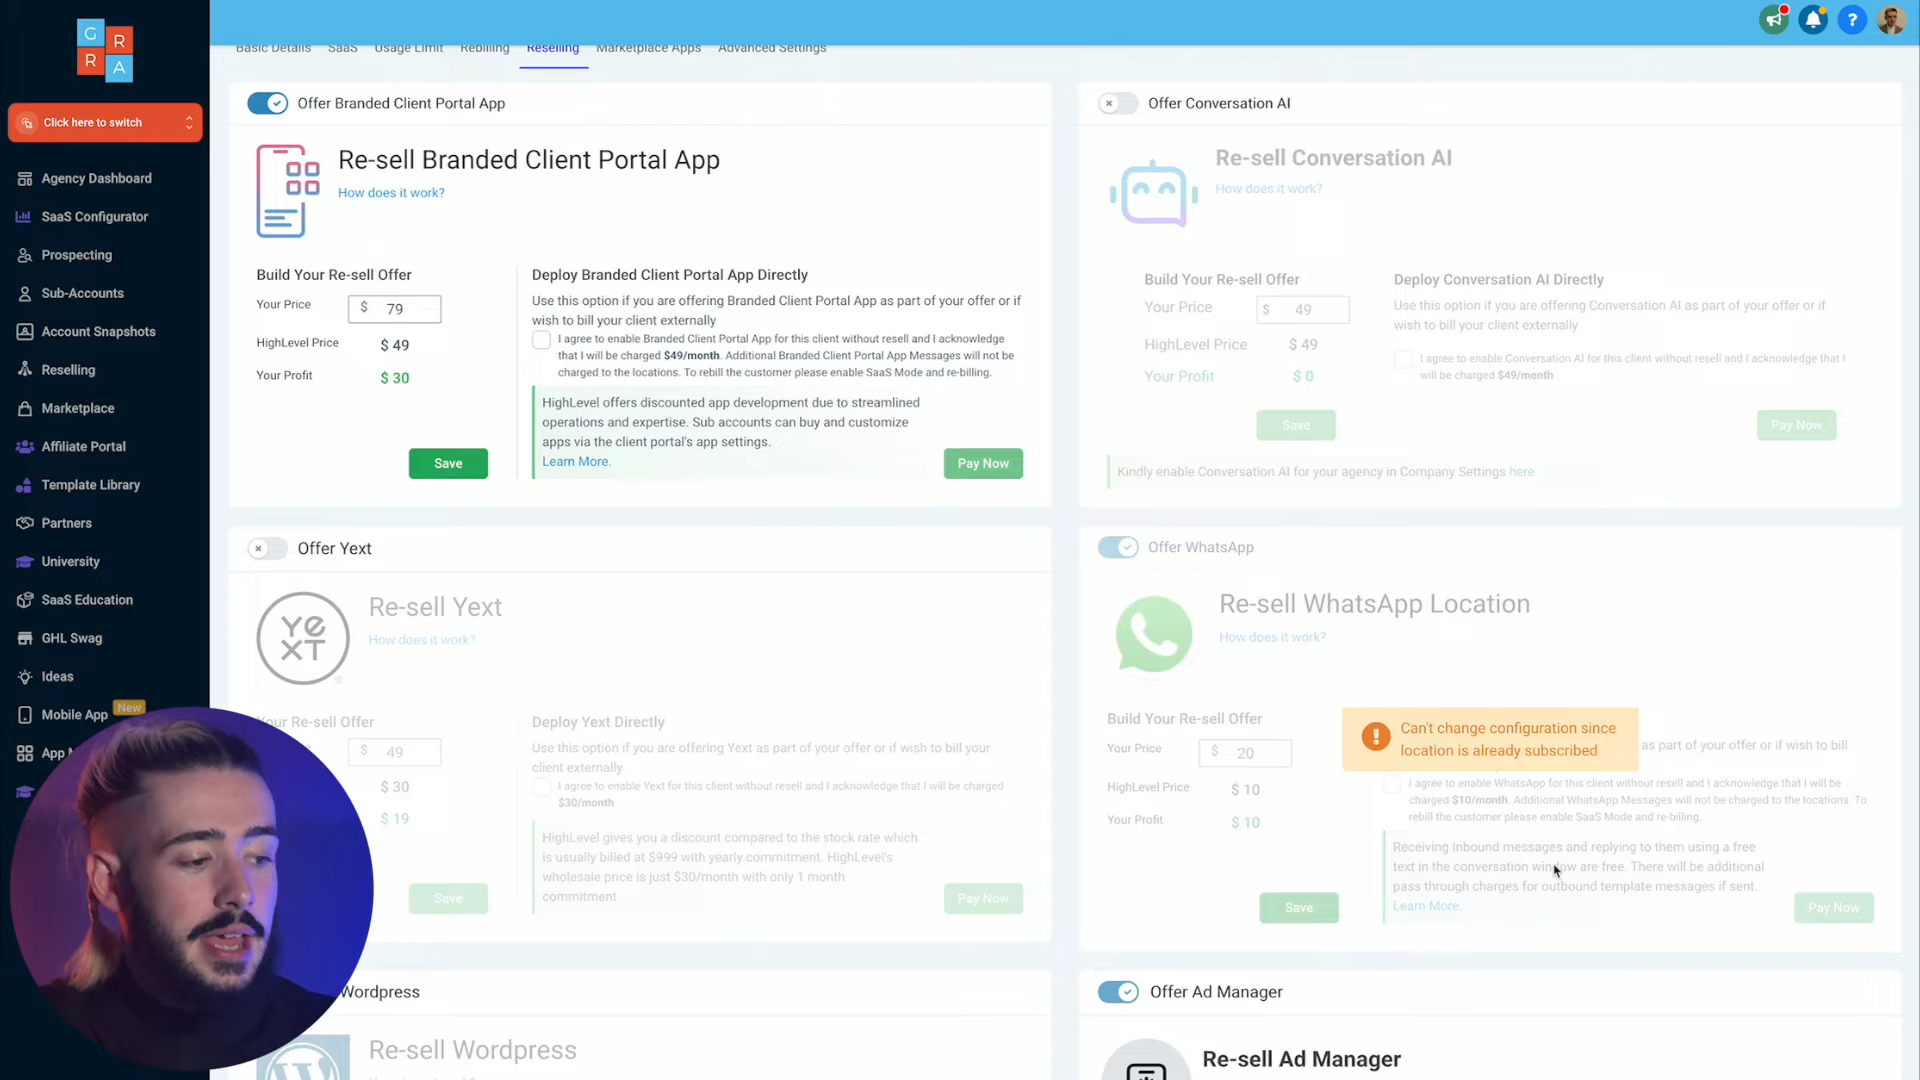 G
R
R
A
Click here to switch
Agency Dashboard
SaaS Configurator
Prospecting
Sub-Accounts
Account Snapshots
Reselling
Marketplace
Affiliate Portal
Template Library
Partners
University
SaaS Education
GHL Swag
Ideas
Mobile App
New
App M
?
Basic Details
SaaS
Usage Limit
Rebilling
Reselling
Marketplace Apps
Advanced Settings
Offer Branded Client Portal App
Re-sell Branded Client Portal App
How does it work?
Build Your Re-sell Offer
Your Price
$ 79
HighLevel Price
$ 49
Your Profit
$ 30
Save
Deploy Branded Client Portal App Directly
Use this option if you are offering Branded Client Portal App as part of your offer or if
wish to bill your client externally
I agree to enable Branded Client Portal App for this client without resell and I acknowledge
that I will be charged $49/month. Additional Branded Client Portal App Messages will not be
charged to the locations. To rebill the customer please enable SaaS Mode and re-billing.
HighLevel offers discounted app development due to streamlined
operations and expertise. Sub accounts can buy and customize
apps via the client portal's app settings.
Learn More.
Pay Now
Offer Conversation AI
Re-sell Conversation AI
How does it work?
Build Your Re-sell Offer
Your Price
$ 49
HighLevel Price
$ 49
Your Profit
$ 0
Save
Deploy Conversation AI Directly
Use this option if you are offering Conversation AI as part of your offer or if
wish to bill your client externally
I agree to enable Conversation AI for this client without resell and I acknowledge that I
will be charged $49/month
Pay Now
Kindly enable Conversation AI for your agency in Company Settings here
Offer Yext
YE
XT
Re-sell Yext
How does it work?
Your Re-sell Offer
$ 49
$ 30
$ 19
Save
Deploy Yext Directly
Use this option if you are offering Yext as part of your offer or if wish to bill your
client externally
I agree to enable Yext for this client without resell and I acknowledge that I will be charged
$30/month
HighLevel gives you a discount compared to the stock rate which
is usually billed at $999 with yearly commitment. HighLevel's
wholesale price is just $30/month with only 1 month
commitment
Pay Now
Offer WhatsApp
Re-sell WhatsApp Location
How does it work?
Build Your Re-sell Offer
Your Price
$ 20
HighLevel Price
$ 10
Your Profit
$ 10
Save
Can't change configuration since
location is already subscribed
as part of your offer or if wish to bill
I agree to enable WhatsApp for this client without resell and I acknowledge that I will be
charged $10/month. Additional WhatsApp Messages will not be charged to the locations. To
rebill the customer please enable SaaS Mode and re-billing.
Receiving Inbound messages and replying to them using a free
text in the conversation window are free. There will be additional
pass through charges for outbound template messages if sent.
Learn More.
Pay Now
Wordpress
Re-sell Wordpress
Offer Ad Manager
Re-sell Ad Manager